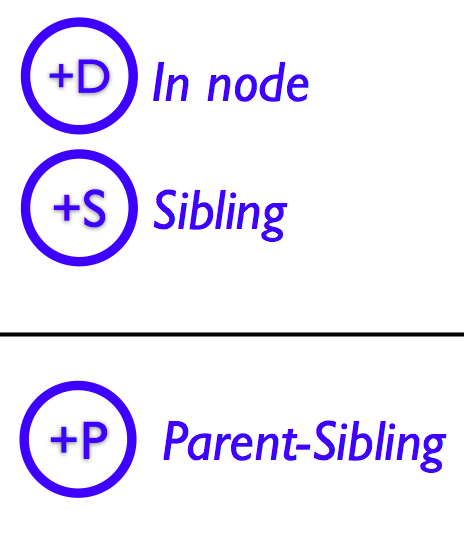 +D In node
+S Sibling
+P Parent-Sibling